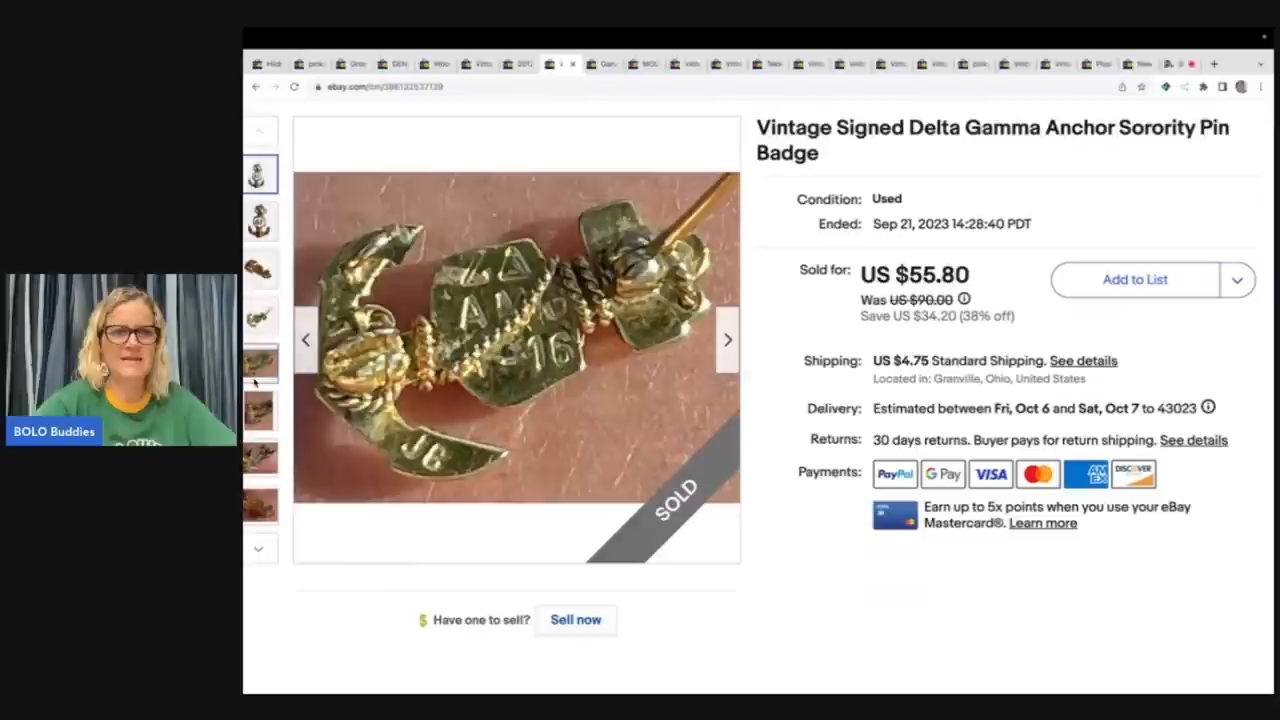 ebay.com/itm/386132537139
Vintage Signed Delta Gamma Anchor Sorority Pin
Badge
Condition: Used
Ended: Sep 21, 2023 14:28:40 PDT
Sold for: US $55.80
Add to List
Was US $90.00
Save US $34.20 (38% off)
Shipping: US $4.75 Standard Shipping. See details
Located in: Granville, Ohio, United States
Delivery: Estimated between Fri, Oct 6 and Sat, Oct 7 to 43023
Returns: 30 days returns. Buyer pays for return shipping. See details
Payments: PayPal G Pay VISA AM EX DISCOVER
Earn up to 5x points when you use your eBay
Mastercard®. Learn more
JG
SOLD
BOLO Buddies
$ Have one to sell? Sell now